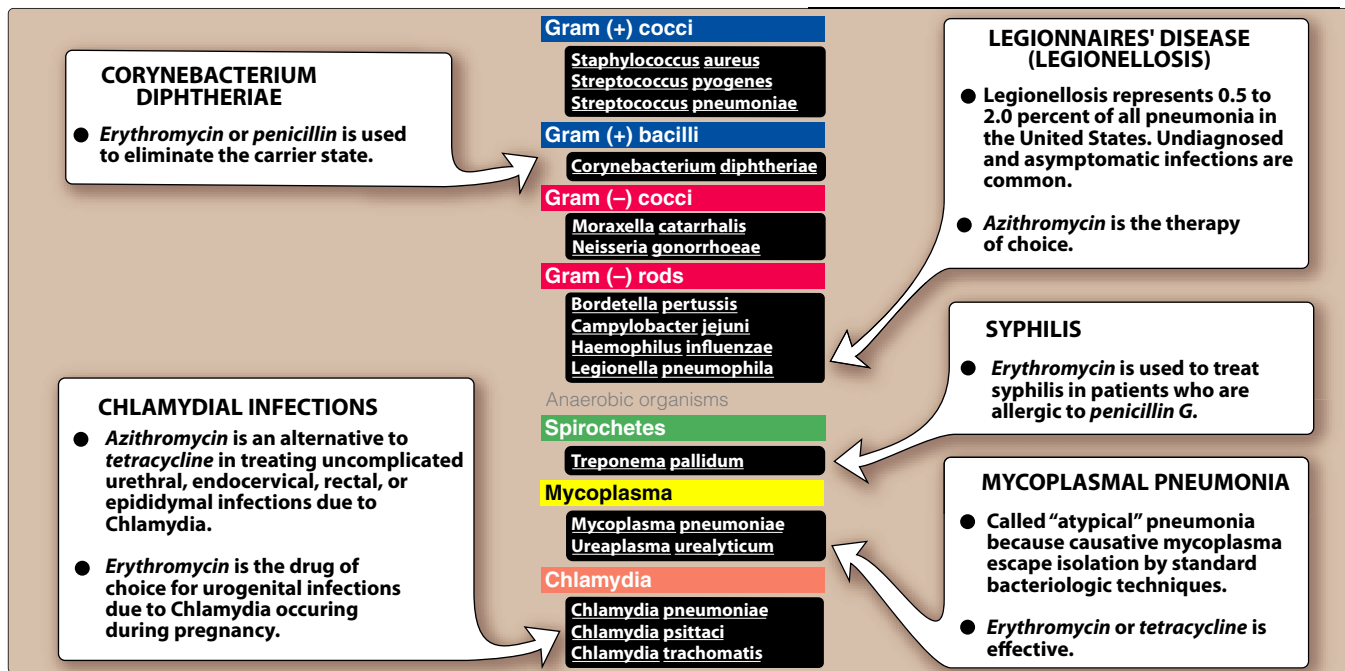 CORYNEBACTERIUM
DIPHTHERIAE
● Erythromycin or penicillin is used
to eliminate the carrier state.
CHLAMYDIAL INFECTIONS
● Azithromycin is an alternative to
tetracycline in treating uncomplicated
urethral, endocervical, rectal, or
epididymal infections due to
Chlamydia.
● Erythromycin is the drug of
choice for urogenital infections
due to Chlamydia occuring
during pregnancy.
Gram (+) cocci
Staphylococcus aureus
Streptococcus pyogenes
Streptococcus pneumoniae
Gram (+) bacilli
Corynebacterium diphtheriae
Gram (–) cocci
Moraxella catarrhalis
Neisseria gonorrhoeae
Gram (–) rods
Bordetella pertussis
Campylobacter jejuni
Haemophilus influenzae
Legionella pneumophila
Anaerobic organisms
Spirochetes
Treponema pallidum
Mycoplasma
Mycoplasma pneumoniae
Ureaplasma urealyticum
Chlamydia
Chlamydia pneumoniae
Chlamydia psittaci
Chlamydia trachomatis
LEGIONNAIRES' DISEASE
(LEGIONELLOSIS)
● Legionellosis represents 0.5 to
2.0 percent of all pneumonia in
the United States. Undiagnosed
and asymptomatic infections are
common.
● Azithromycin is the therapy
of choice.
SYPHILIS
● Erythromycin is used to treat
syphilis in patients who are
allergic to penicillin G.
MYCOPLASMAL PNEUMONIA
● Called “atypical” pneumonia
because causative mycoplasma
escape isolation by standard
bacteriologic techniques.
● Erythromycin or tetracycline is
effective.